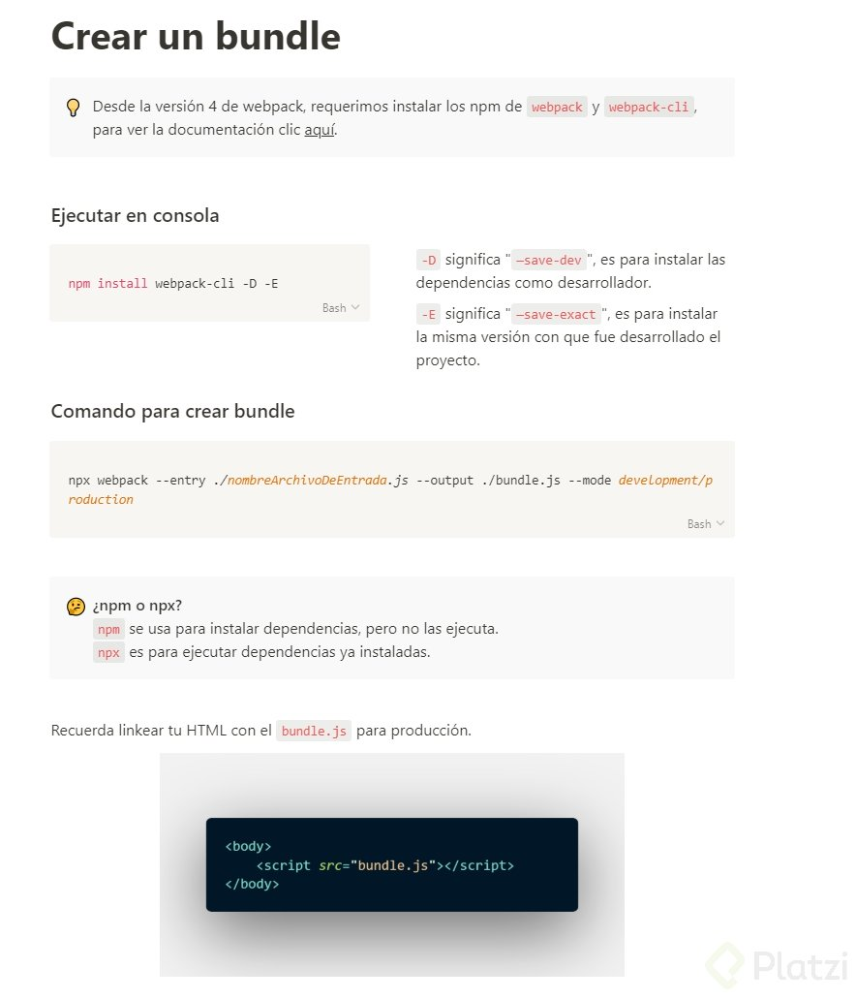 Crear un bundle
Desde la versión 4 de webpack, requerimos instalar los npm de webpack y webpack-cli,
para ver la documentación clic aquí.
Ejecutar en consola
npm install webpack-cli -D -E
Bash
-D significa "—save-dev", es para instalar las
dependencias como desarrollador.
-E significa "—save-exact", es para instalar
la misma versión con que fue desarrollado el
proyecto.
Comando para crear bundle
npx webpack --entry ./nombreArchivoDeEntrada.js --output ./bundle.js --mode development/p
roduction
Bash
¿npm o npx?
npm se usa para instalar dependencias, pero no las ejecuta.
npx es para ejecutar dependencias ya instaladas.
Recuerda linkear tu HTML con el bundle.js para producción.
<body>
<script src="bundle.js"></script>
</body>
Platzi